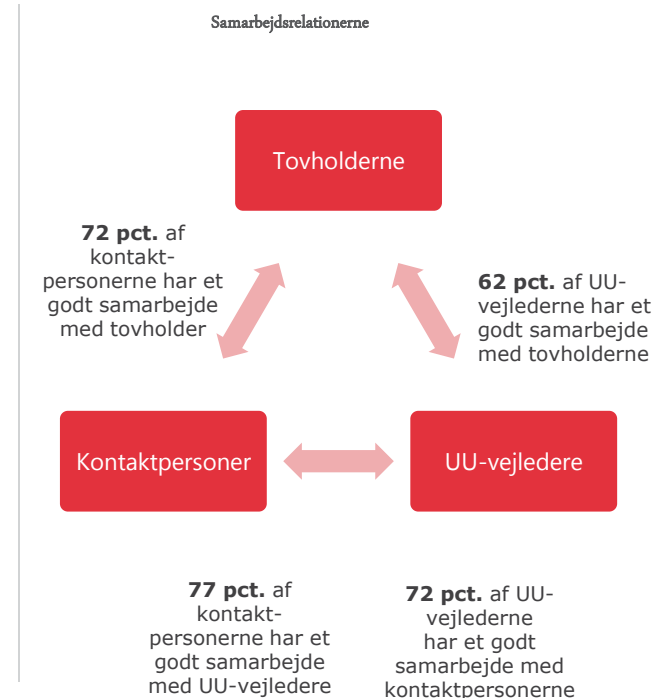 Samarbejdsrelationerne
Tovholderne
72 pct. af
kontakt-
personerne har et
godt samarbejde
med tovholder
62 pct. af UU-
vejlederne har et
godt samarbejde
med tovholderne
Kontaktpersoner
UU-vejledere
77 pct. af
kontakt-
personerne har et
godt samarbejde
med UU-vejledere
72 pct. af UU-
vejlederne
har et godt
samarbejde med
kontaktpersonerne